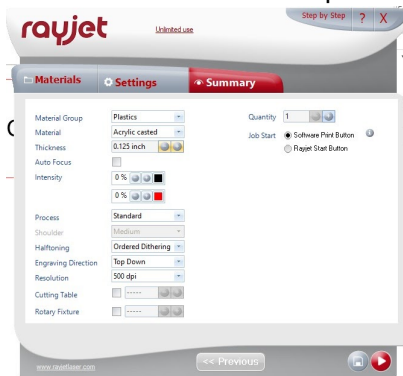 rayjet
Unlimited use
Step by Step ? X
Materials
Settings
Summary
Material Group Plastics
Quantity 1
Material Acrylic casted
Job Start Software Print Button
Thickness 0.125 inch
Rayjet Start Button
Auto Focus
Intensity 0 %
0 %
Process Standard
Shoulder Medium
Halftoning Ordered Dithering
Engraving Direction Top Down
Resolution 500 dpi
Cutting Table -----
Rotary Fixture -----
www.rayjetlaser.com
<< Previous